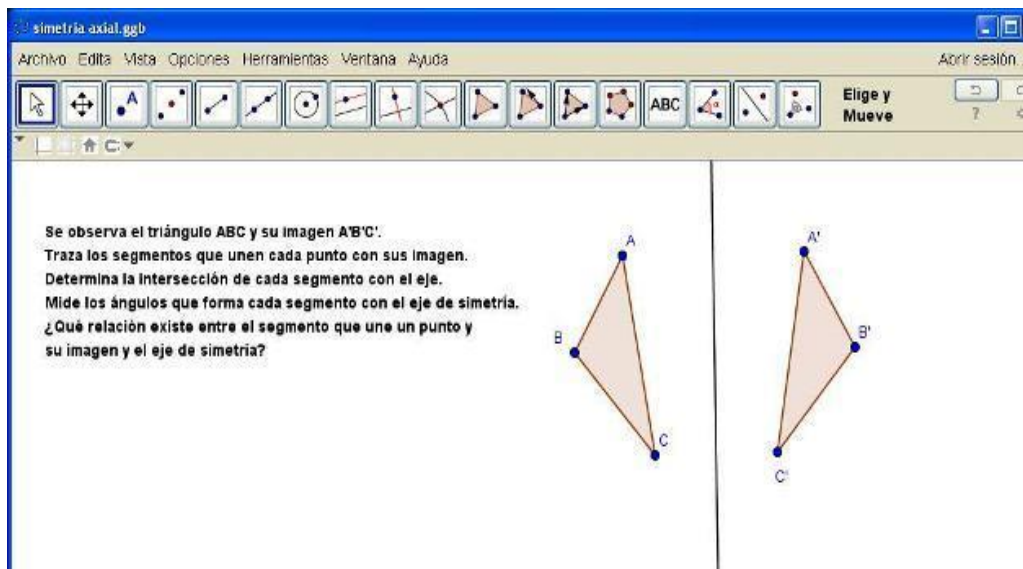 simetria axial.ggb
Archivo Edita Vista Opciones Herramientas Ventana Ayuda
Abrir sesión
A
ABC
Elige y
Mueve
?
Se observa el triángulo ABC y su imagen A'B'C'.
Traza los segmentos que unen cada punto con sus imagen.
Determina la intersección de cada segmento con el eje.
Mide los ángulos que forma cada segmento con el eje de simetría.
¿Qué relación existe entre el segmento que une un punto y
su imagen y el eje de simetría?
A
A'
B
B'
C
C'